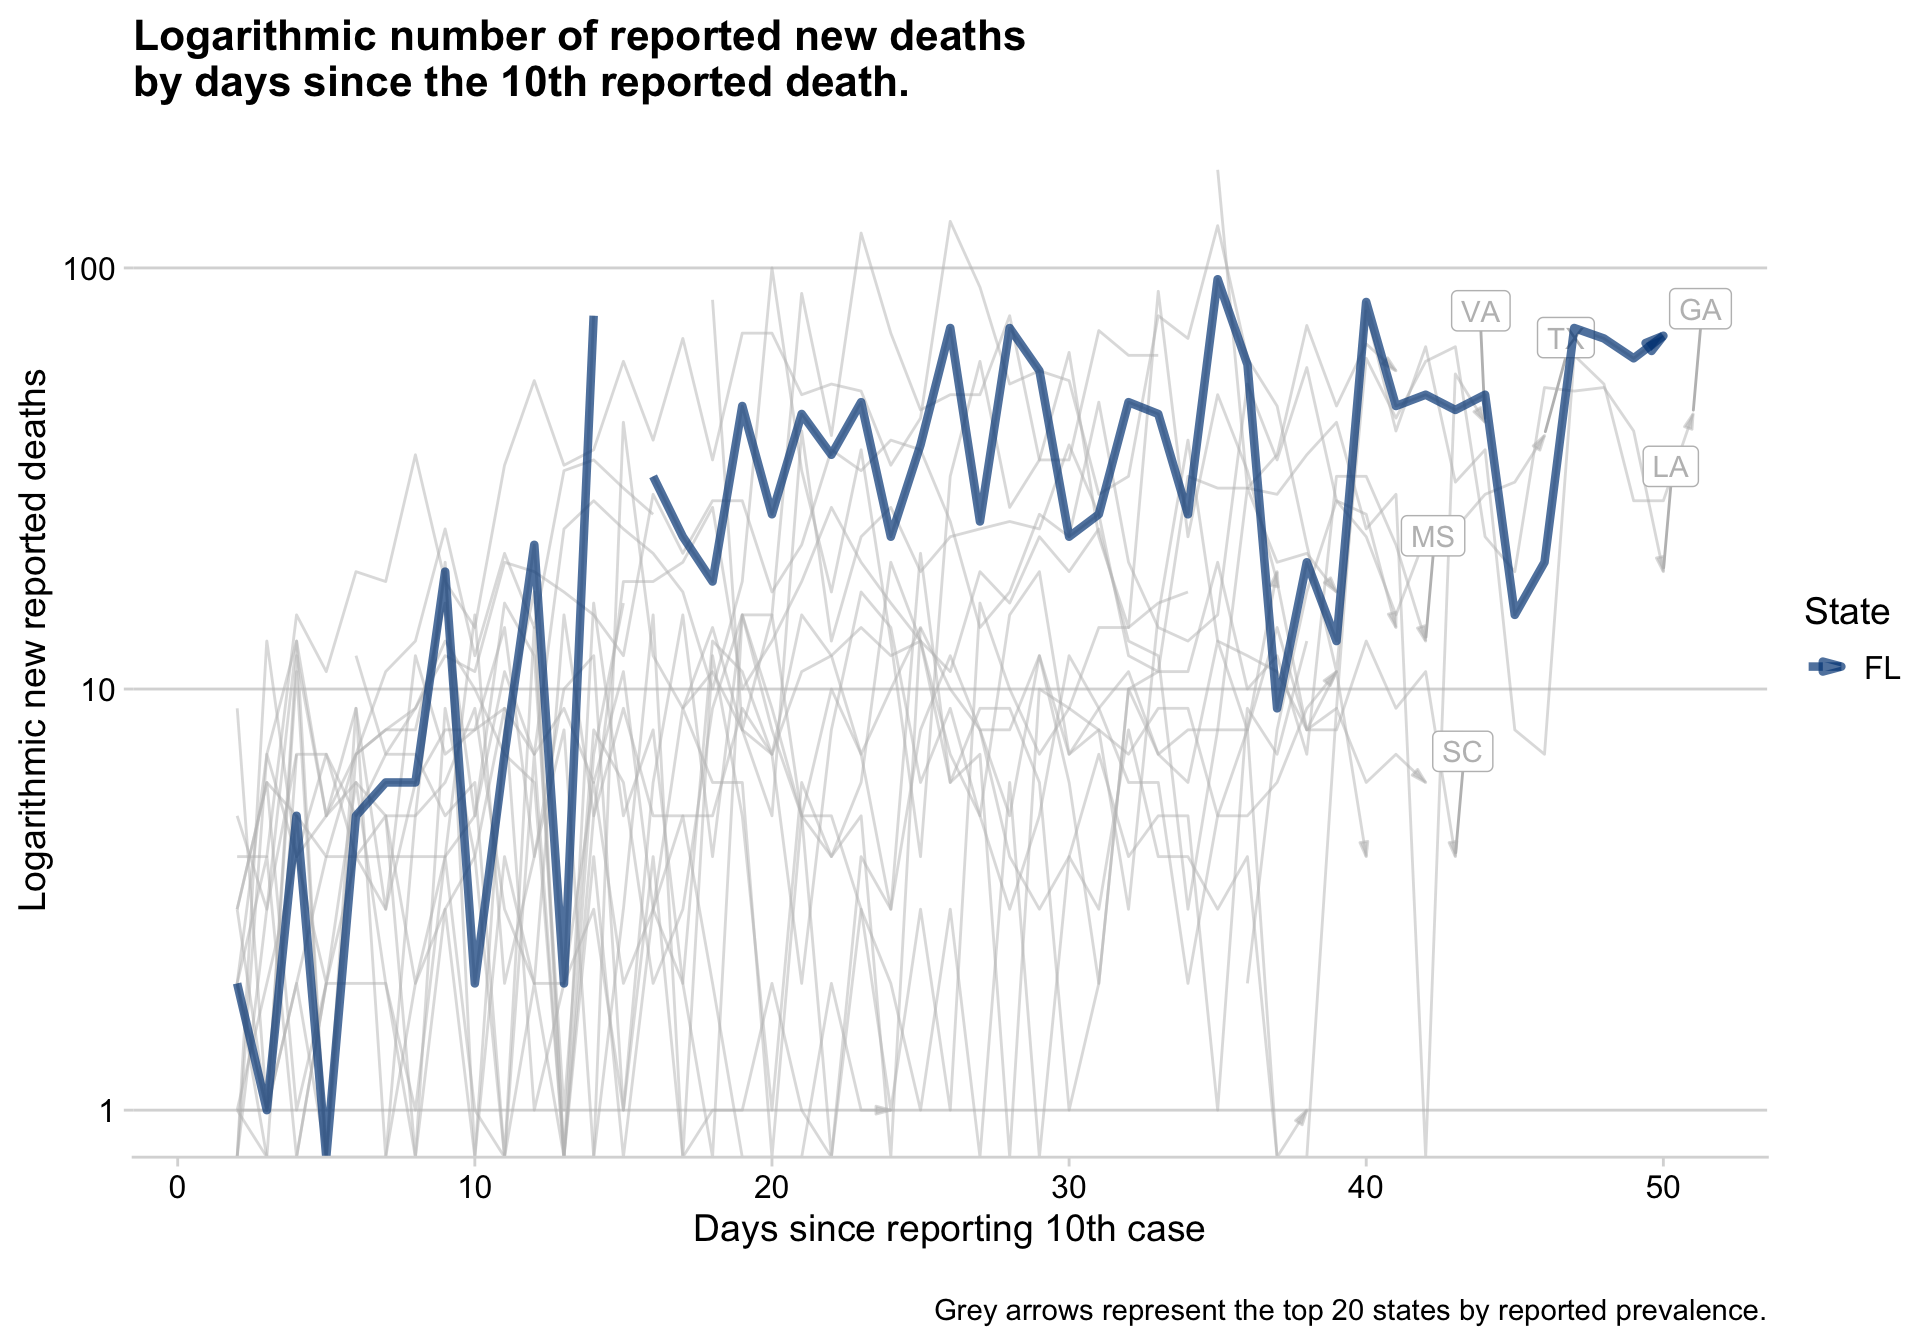 Logarithmic number of reported new deaths
by days since the 10th reported death.
Logarithmic new reported deaths
100
10
1
VA
TX
GA
LA
MS
SC
State
FL
0
10
20
30
40
50
Days since reporting 10th case
Grey arrows represent the top 20 states by reported prevalence.